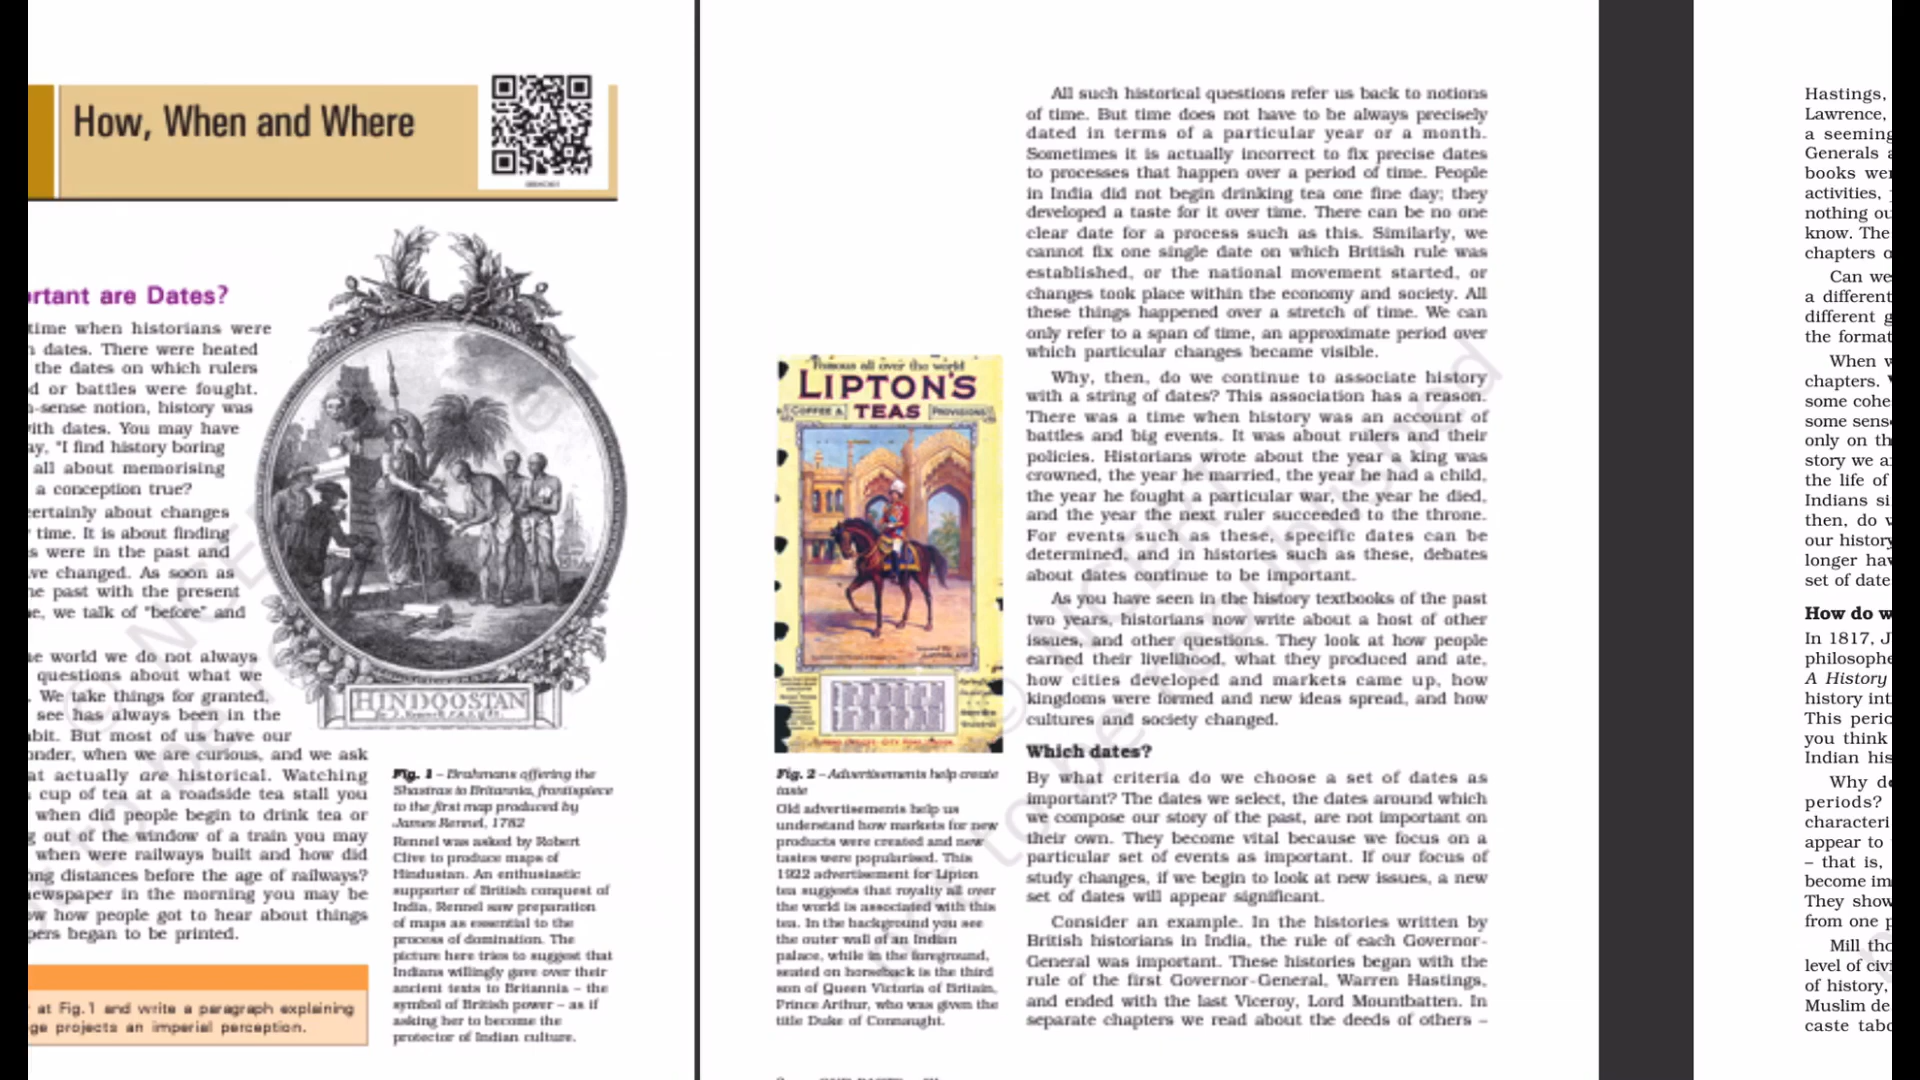 How, When and Where
rtant are Dates?
time when historians were
dates. There were heated
the dates on which rulers
d or battles were fought.
-sense notion, history was
ith dates. You may have
ay, "I find history boring
all about memorising
a conception true?
ertainly about changes
time. It is about finding
s were in the past and
ve changed. As soon as
he past with the present
e, we talk of "before" and
e world we do not always
questions about what we
. We take things for granted,
see has always been in the
abit. But most of us have our
onder, when we are curious, and we ask
at actually are historical. Watching
cup of tea at a roadside tea stall you
when did people begin to drink tea or
g out of the window of a train you may
when were railways built and how did
ong distances before the age of railways?
ewspaper in the morning you may be
ow how people got to hear about things
pers began to be printed.
at Fig.1 and write a paragraph explaining
ge projects an imperial perception.
HINDOOSTAN
Fig. 1 – Brahmans offering the
Shastras to Britannia, frontispiece
to the first map produced by
James Rennel, 1782
Rennel was asked by Robert
Clive to produce maps of
Hindustan. An enthusiastic
supporter of British conquest of
India, Rennel saw preparation
of maps as essential to the
process of domination. The
picture here tries to suggest that
Indians willingly gave over their
ancient texts to Britannia – the
symbol of British power – as if
asking her to become the
protector of Indian culture.
Famous all over the world
LIPTON'S
COFFEE & TEAS PROVISIONS
Fig. 2 – Advertisements help create
taste
Old advertisements help us
understand how markets for new
products were created and new
tastes were popularised. This
1922 advertisement for Lipton
tea suggests that royalty all over
the world is associated with this
tea. In the background you see
the outer wall of an Indian
palace, while in the foreground,
seated on horseback is the third
son of Queen Victoria of Britain,
Prince Arthur, who was given the
title Duke of Connaught.
All such historical questions refer us back to notions
of time. But time does not have to be always precisely
dated in terms of a particular year or a month.
Sometimes it is actually incorrect to fix precise dates
to processes that happen over a period of time. People
in India did not begin drinking tea one fine day; they
developed a taste for it over time. There can be no one
clear date for a process such as this. Similarly, we
cannot fix one single date on which British rule was
established, or the national movement started, or
changes took place within the economy and society. All
these things happened over a stretch of time. We can
only refer to a span of time, an approximate period over
which particular changes became visible.
Why, then, do we continue to associate history
with a string of dates? This association has a reason.
There was a time when history was an account of
battles and big events. It was about rulers and their
policies. Historians wrote about the year a king was
crowned, the year he married, the year he had a child,
the year he fought a particular war, the year he died,
and the year the next ruler succeeded to the throne.
For events such as these, specific dates can be
determined, and in histories such as these, debates
about dates continue to be important.
As you have seen in the history textbooks of the past
two years, historians now write about a host of other
issues, and other questions. They look at how people
earned their livelihood, what they produced and ate,
how cities developed and markets came up, how
kingdoms were formed and new ideas spread, and how
cultures and society changed.
Which dates?
By what criteria do we choose a set of dates as
important? The dates we select, the dates around which
we compose our story of the past, are not important on
their own. They become vital because we focus on a
particular set of events as important. If our focus of
study changes, if we begin to look at new issues, a new
set of dates will appear significant.
Consider an example. In the histories written by
British historians in India, the rule of each Governor-
General was important. These histories began with the
rule of the first Governor-General, Warren Hastings,
and ended with the last Viceroy, Lord Mountbatten. In
separate chapters we read about the deeds of others –
Hastings,
Lawrence,
a seeming
Generals a
books wer
activities,
nothing ou
know. The
chapters o
Can we
a different
different g
the format
When w
chapters.
some cohe
some sense
only on th
story we a
the life of
Indians si
then, do w
our history
longer hav
set of date
How do w
In 1817, J
philosophe
A History
history int
This perio
you think
Indian his
Why do
periods?
characteri
appear to
– that is,
become im
They show
from one p
Mill tho
level of civi
of history,
Muslim de
caste tabo